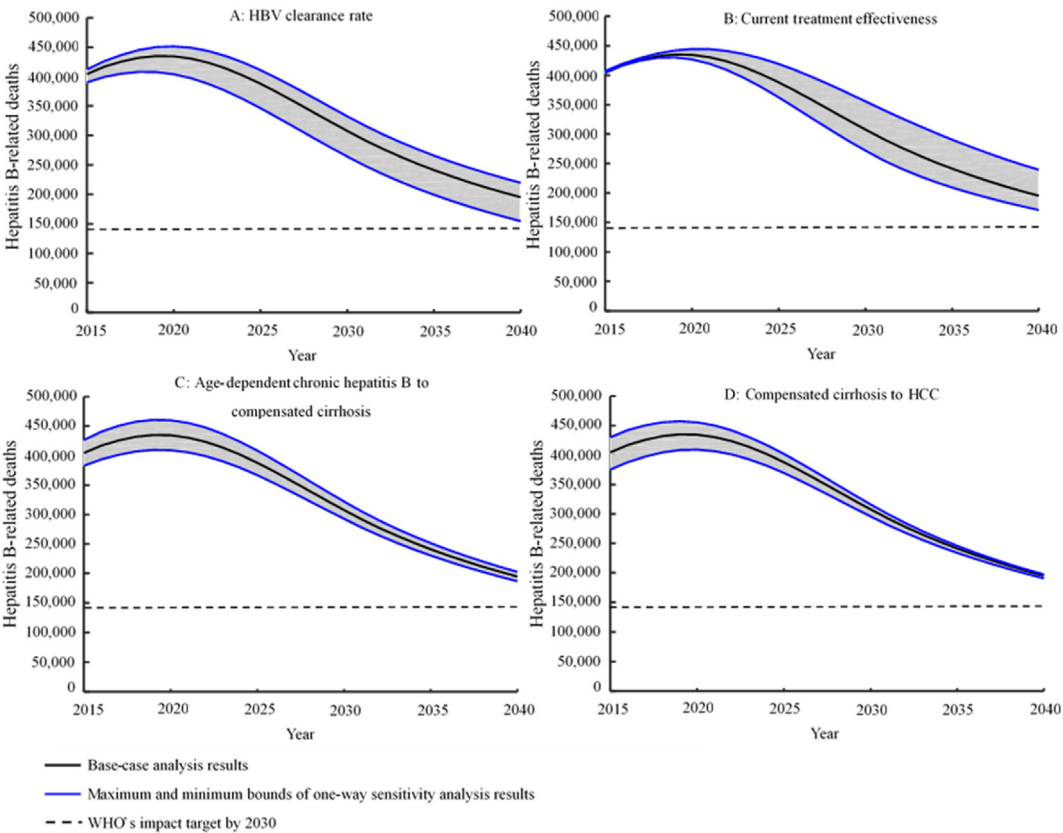 A: HBV clearance rate
Hepatitis B-related deaths
500,000
450,000
400,000
350,000
300,000
250,000
200,000
150,000
100,000
50,000
0
2015 2020 2025 2030 2035 2040
Year
B: Current treatment effectiveness
Hepatitis B-related deaths
500,000
450,000
400,000
350,000
300,000
250,000
200,000
150,000
100,000
50,000
0
2015 2020 2025 2030 2035 2040
Year
C: Age-dependent chronic hepatitis B to
compensated cirrhosis
Hepatitis B-related deaths
500,000
450,000
400,000
350,000
300,000
250,000
200,000
150,000
100,000
50,000
0
2015 2020 2025 2030 2035 2040
Year
D: Compensated cirrhosis to HCC
Hepatitis B-related deaths
500,000
450,000
400,000
350,000
300,000
250,000
200,000
150,000
100,000
50,000
0
2015 2020 2025 2030 2035 2040
Year
Base-case analysis results
Maximum and minimum bounds of one-way sensitivity analysis results
WHO`s impact target by 2030